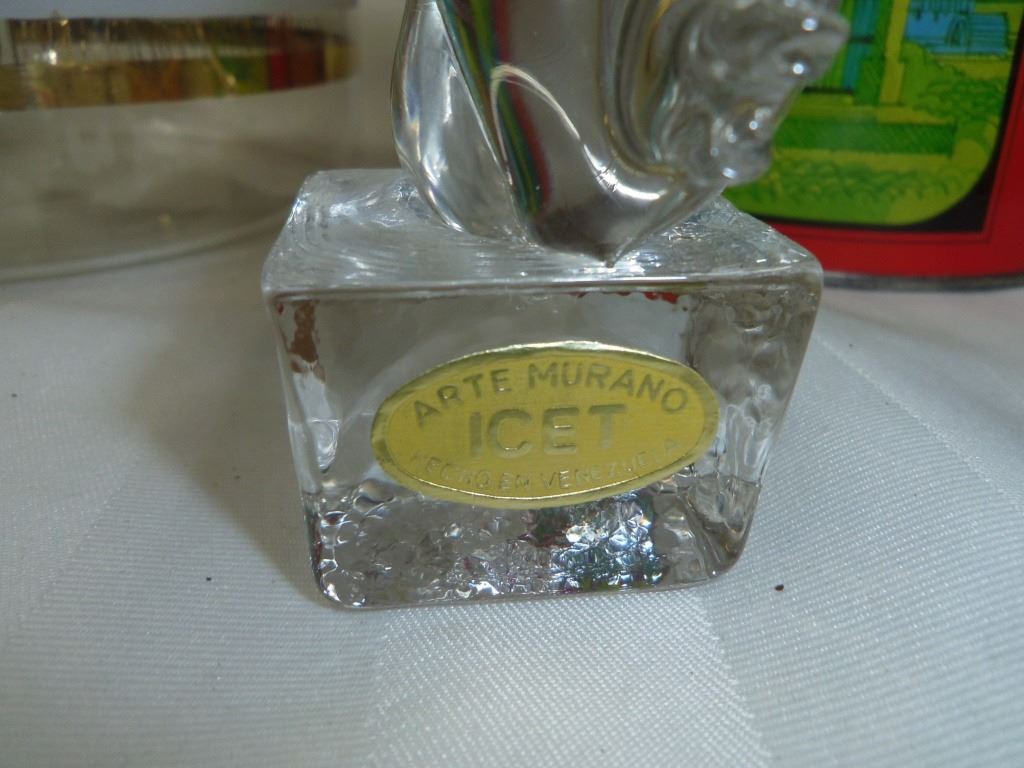 ARTE MURANO
ICET
HECHO EN VENEZUELA